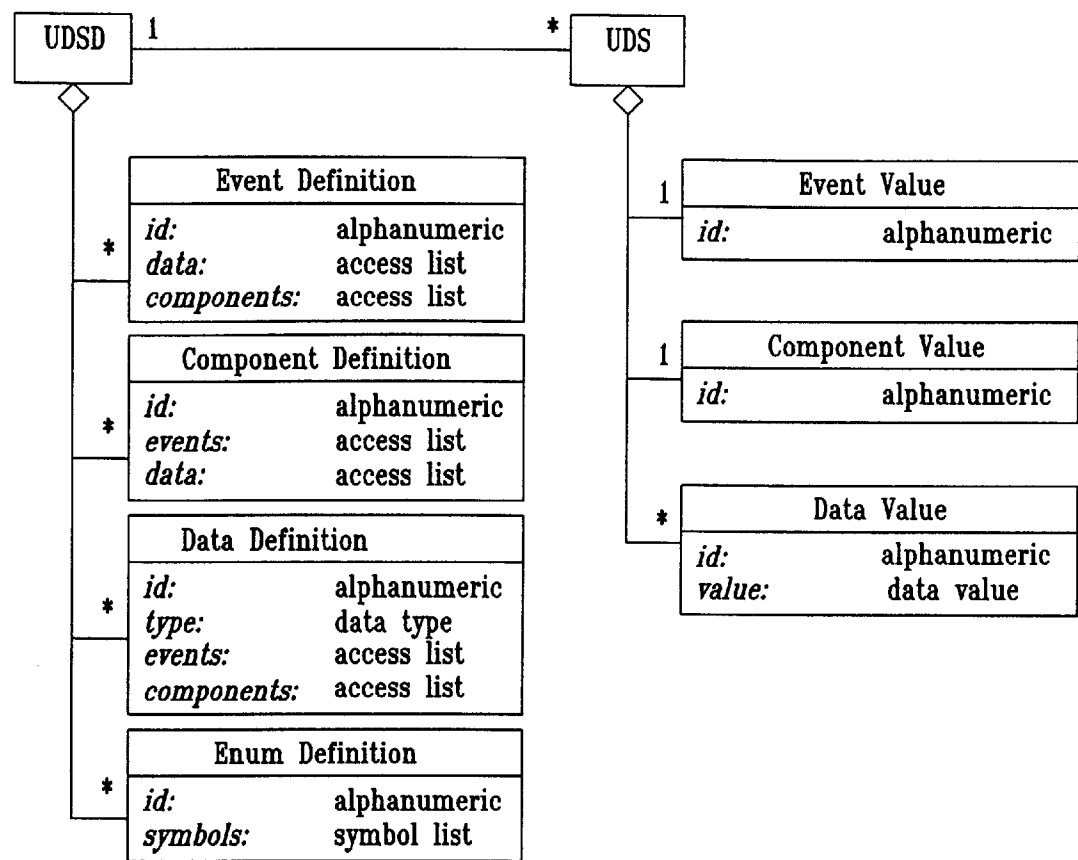 UDSD 1 * UDS
Event Definition
id: alphanumeric
data: access list
components: access list
*
Component Definition
id: alphanumeric
events: access list
data: access list
*
Data Definition
id: alphanumeric
type: data type
events: access list
components: access list
*
Enum Definition
id: alphanumeric
symbols: symbol list
*
Event Value
id: alphanumeric
1
Component Value
id: alphanumeric
1
Data Value
id: alphanumeric
value: data value
*